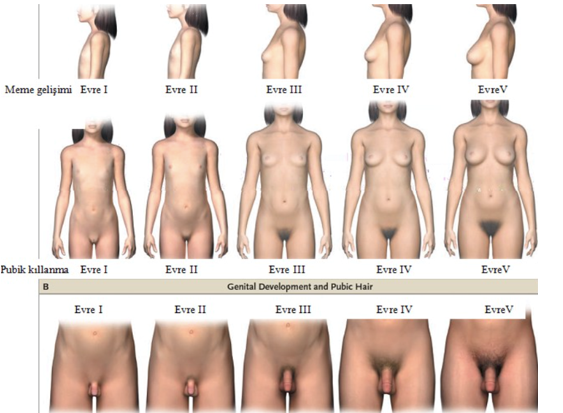 Meme gelişimi Evre I Evre II Evre III Evre IV EvreV
Pubik kıllanma Evre I Evre II Evre III Evre IV EvreV
B Genital Development and Pubic Hair
Evre I Evre II Evre III Evre IV EvreV